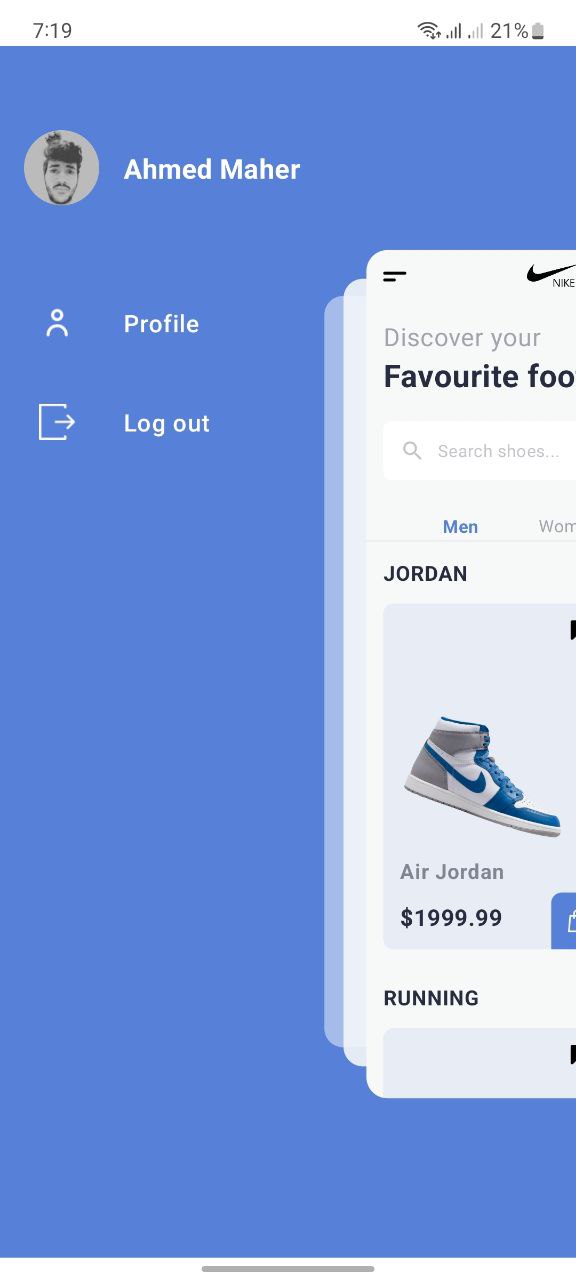 7:19
21%
Ahmed Maher
Profile
Log out
NIKE
Discover your
Favourite foo
Search shoes...
Men
Wom
JORDAN
Air Jordan
$1999.99
RUNNING